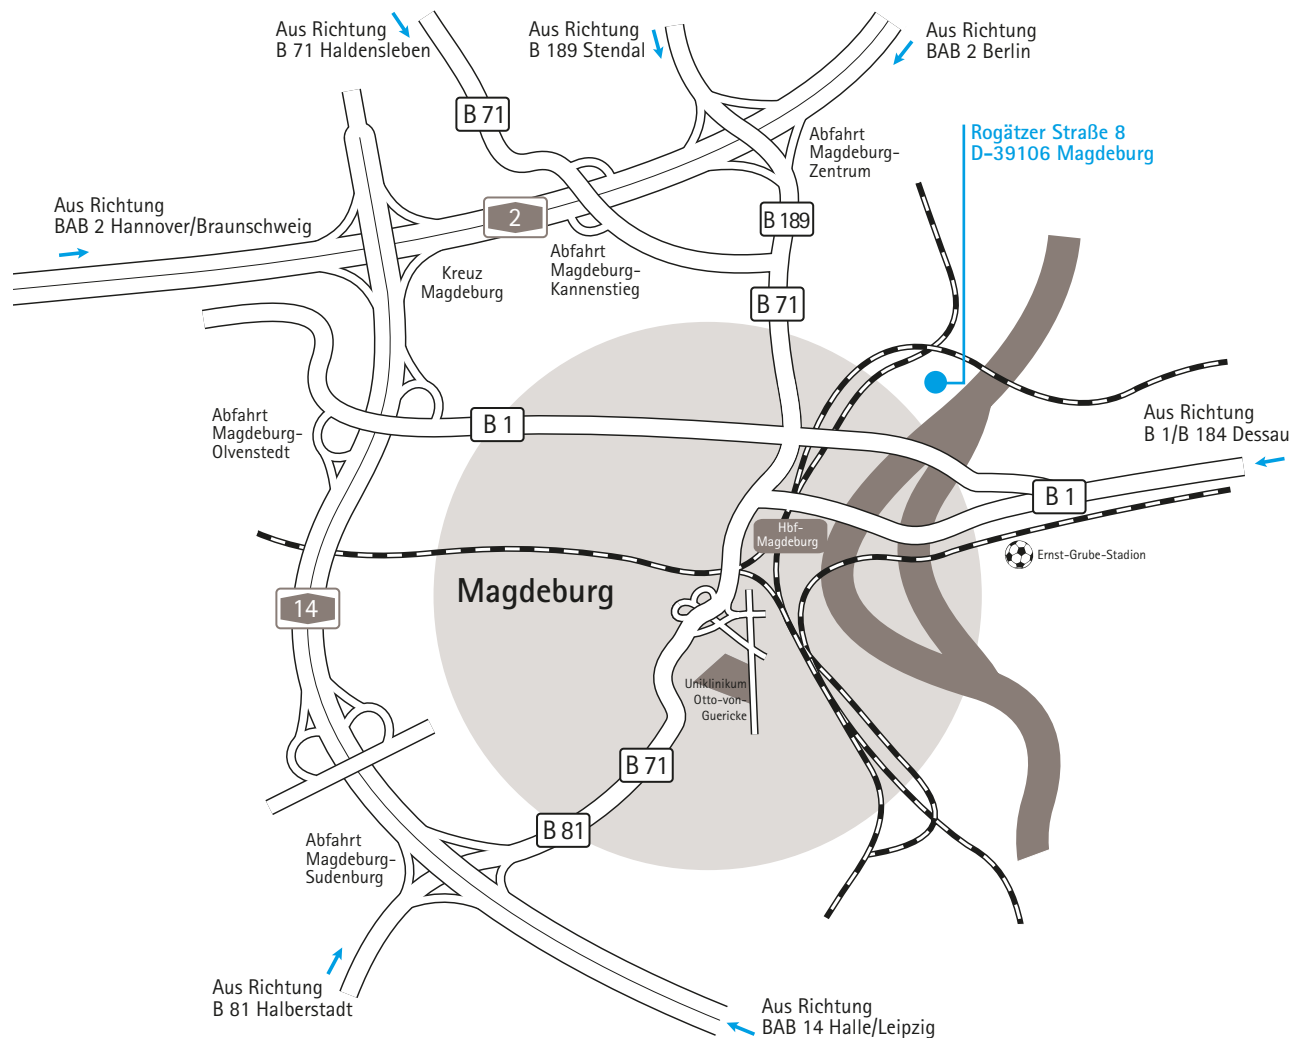 Aus Richtung
B 71 Haldensleben
Aus Richtung
B 189 Stendal
Aus Richtung
BAB 2 Berlin
B 71
Abfahrt
Magdeburg-
Zentrum
Rogätzer Straße 8
D-39106 Magdeburg
Aus Richtung
BAB 2 Hannover/Braunschweig
2
B 189
Abfahrt
Magdeburg-
Kannenstieg
Kreuz
Magdeburg
B 71
Abfahrt
Magdeburg-
Olvenstedt
B 1
Aus Richtung
B 1/B 184 Dessau
B 1
Hbf-
Magdeburg
Ernst-Grube-Stadion
Magdeburg
14
Uniklinikum
Otto-von-
Guericke
B 71
B 81
Abfahrt
Magdeburg-
Sudenburg
Aus Richtung
B 81 Halberstadt
Aus Richtung
BAB 14 Halle/Leipzig